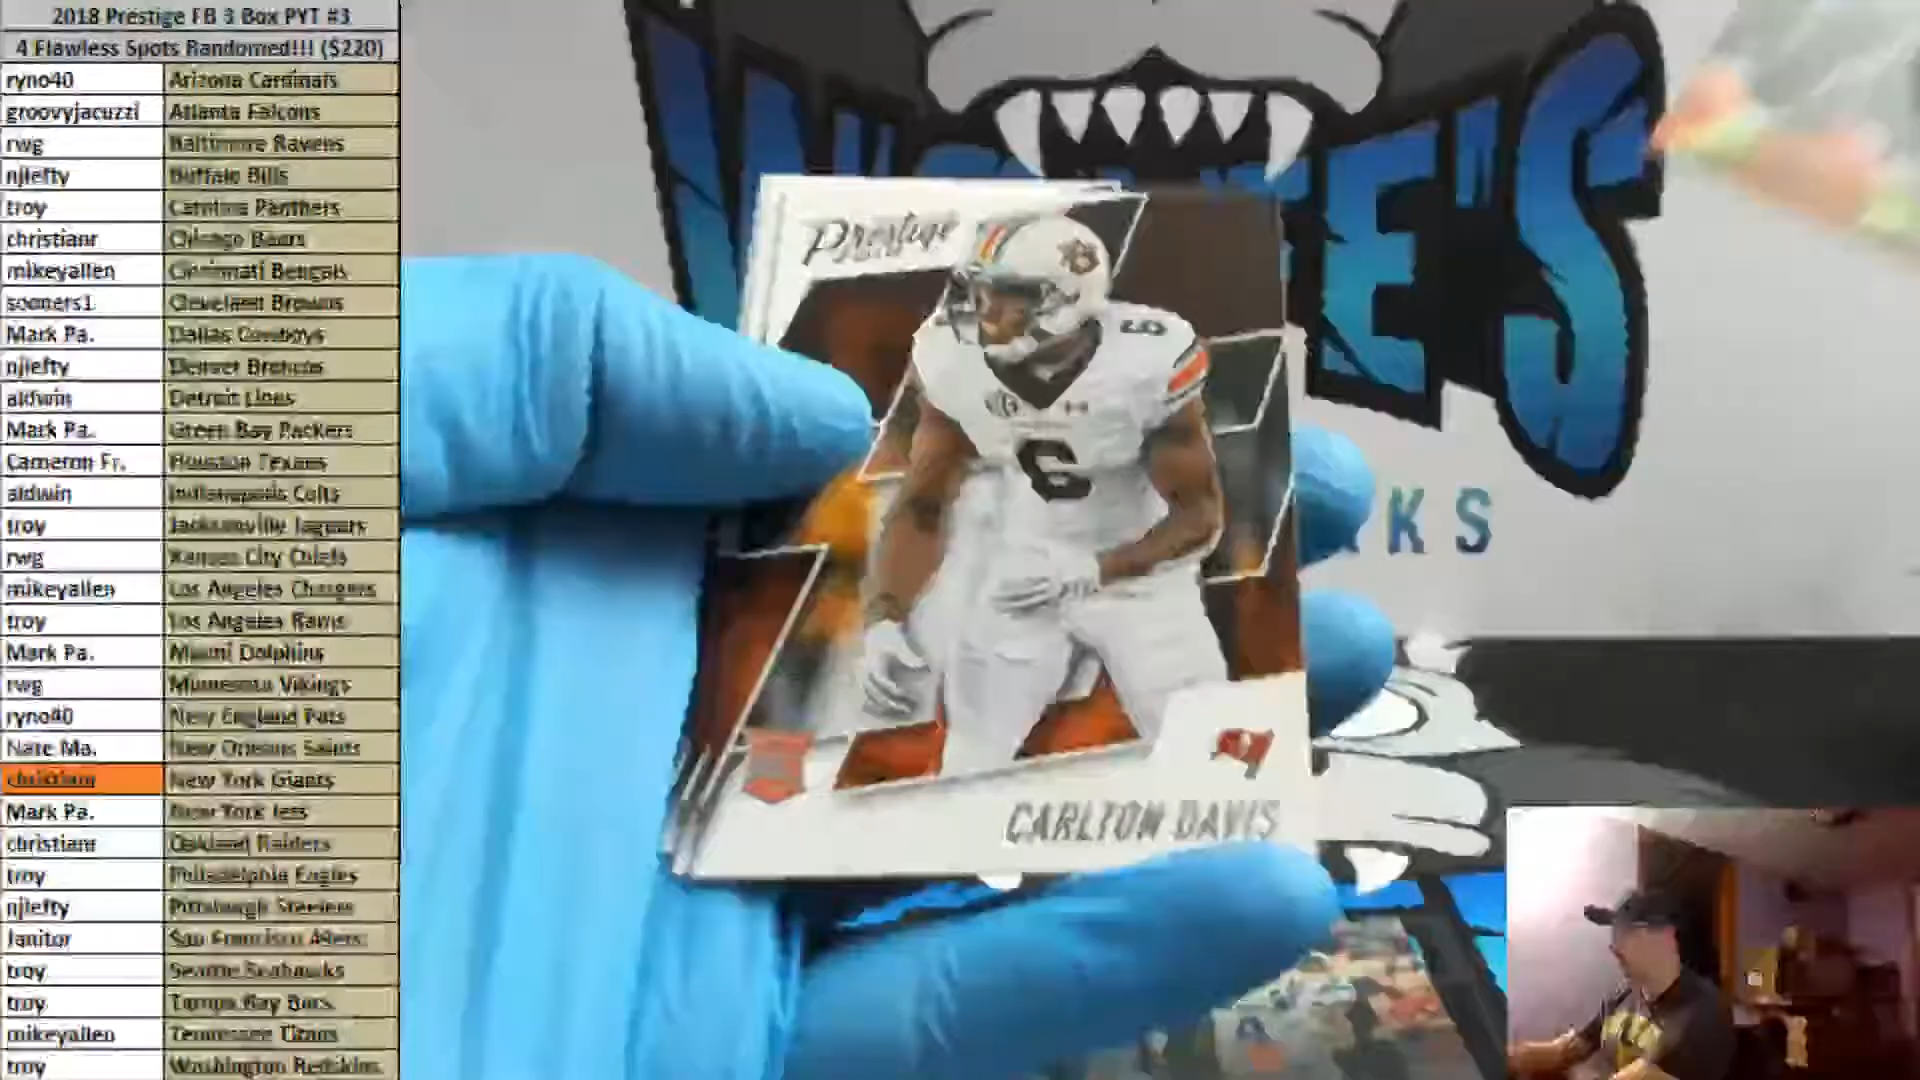 2018 Prestige FB 3 Box PYT #3
4 Flawless Spots Randomed!!! ($220)
ryno40 Arizona Cardinals
groovyjacuzzi Atlanta Falcons
rwg Baltimore Ravens
njlefty Buffalo Bills
troy Carolina Panthers
christianr Chicago Bears
mikeyallen Cincinnati Bengals
sooners1 Cleveland Browns
Mark Pa. Dallas Cowboys
njlefty Denver Broncos
aldwin Detroit Lions
Mark Pa. Green Bay Packers
Cameron Fr. Houston Texans
aldwin Indianapolis Colts
troy Jacksonville Jaguars
rwg Kansas City Chiefs
mikeyallen Los Angeles Chargers
troy Los Angeles Rams
Mark Pa. Miami Dolphins
rwg Minnesota Vikings
ryno40 New England Pats
Nate Ma. New Orleans Saints
christianr New York Giants
Mark Pa. New York Jets
christianr Oakland Raiders
troy Philadelphia Eagles
njlefty Pittsburgh Steelers
Janitor San Francisco 49ers
troy Seattle Seahawks
troy Tampa Bay Bucs
mikeyallen Tennessee Titans
troy Washington Redskins
Prestige
6
6
CARLTON DAVIS
E'S
KS